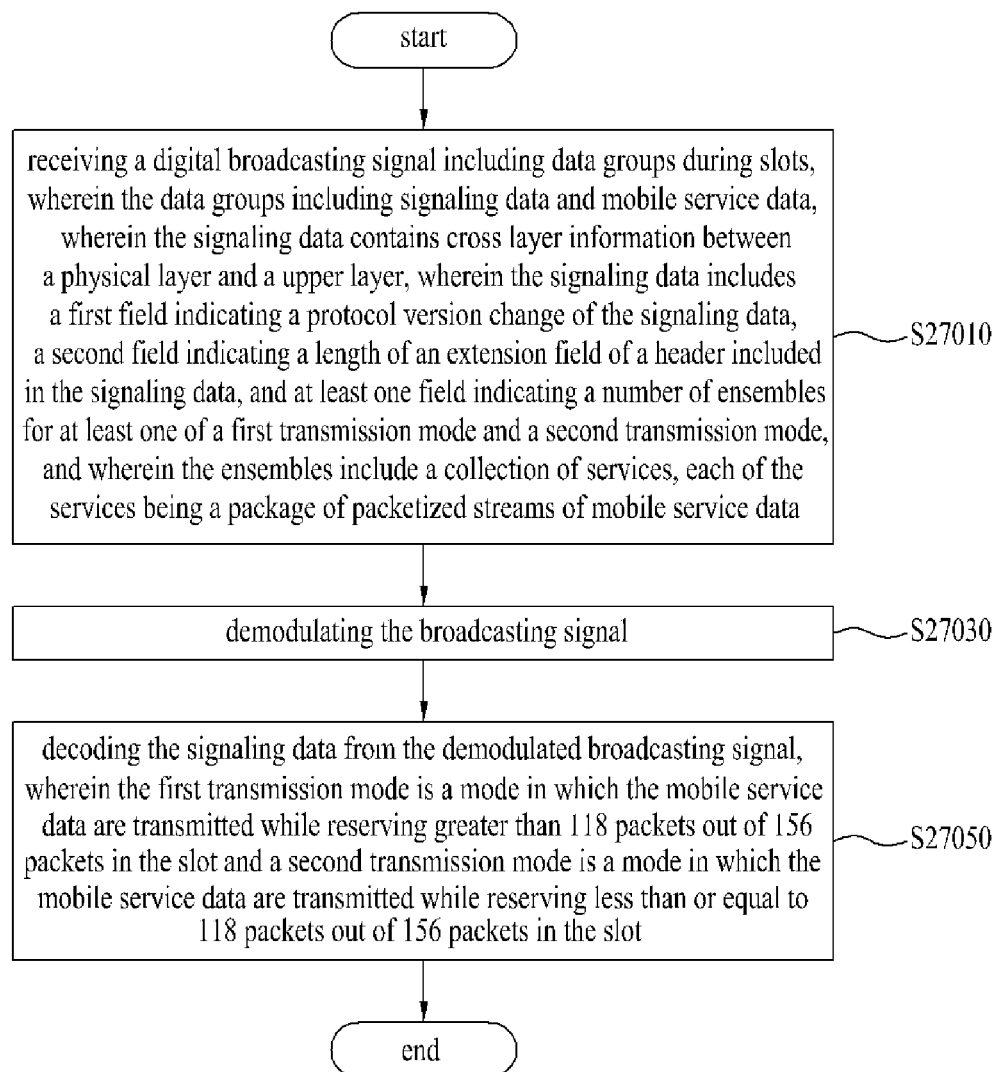 start
receiving a digital broadcasting signal including data groups during slots,
wherein the data groups including signaling data and mobile service data,
wherein the signaling data contains cross layer information between
a physical layer and a upper layer, wherein the signaling data includes
a first field indicating a protocol version change of the signaling data,
a second field indicating a length of an extension field of a header included
in the signaling data, and at least one field indicating a number of ensembles
for at least one of a first transmission mode and a second transmission mode,
and wherein the ensembles include a collection of services, each of the
services being a package of packetized streams of mobile service data
S27010
demodulating the broadcasting signal
S27030
decoding the signaling data from the demodulated broadcasting signal,
wherein the first transmission mode is a mode in which the mobile service
data are transmitted while reserving greater than 118 packets out of 156
packets in the slot and a second transmission mode is a mode in which the
mobile service data are transmitted while reserving less than or equal to
118 packets out of 156 packets in the slot
S27050
end